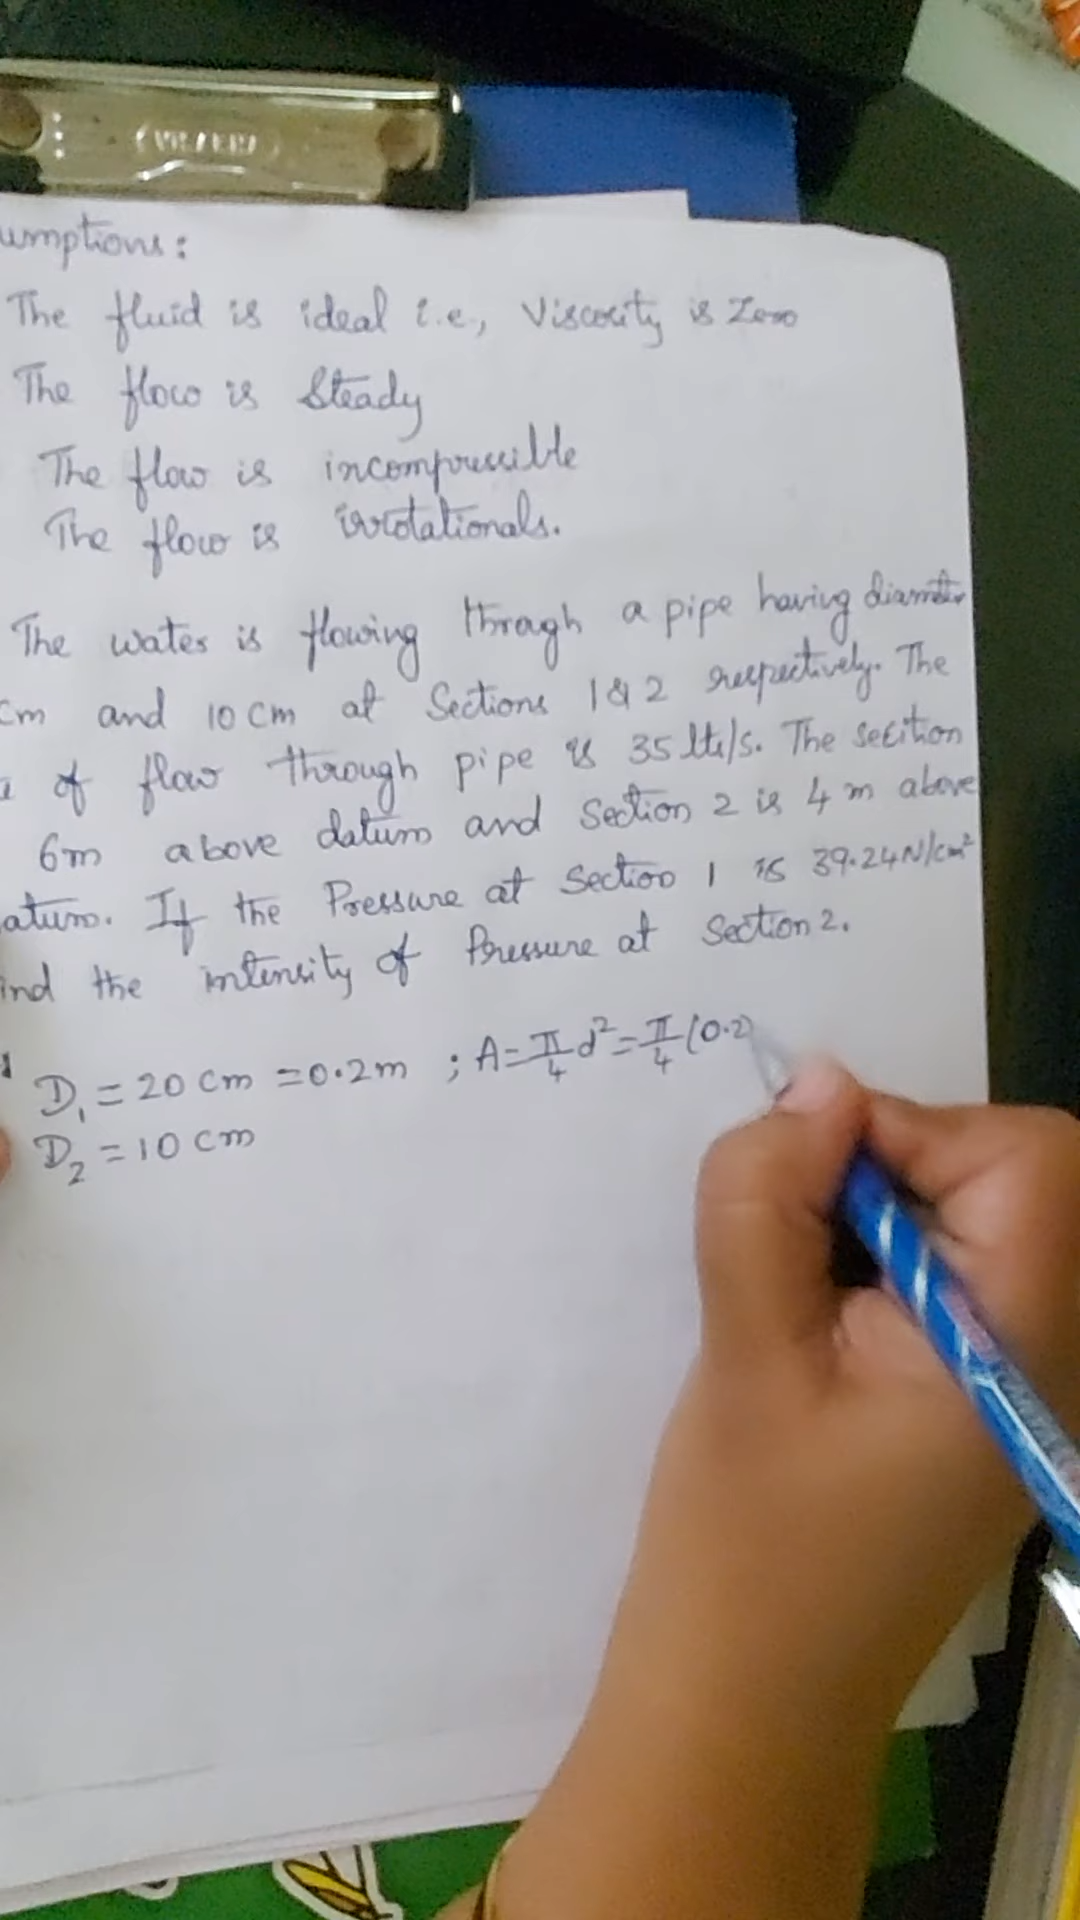 umptions:
The fluid is ideal i.e., Viscosity is Zero
The flow is Steady
The flow is incompressible
The flow is irrotationals.
The water is flowing thragh a pipe having diameter
cm and 10 cm at Sections 1 & 2 respectively. The
of flow through pipe is 35 lts/s. The secition
6m above datum and Section 2 is 4 m above
atum. If the Pressure at Section 1 is 39.24N/cm²
ind the intensity of Pressure at Section 2.
D₁ = 20 cm = 0.2m ; A = π/4 d² = π/4 (0.2)
D₂ = 10 cm